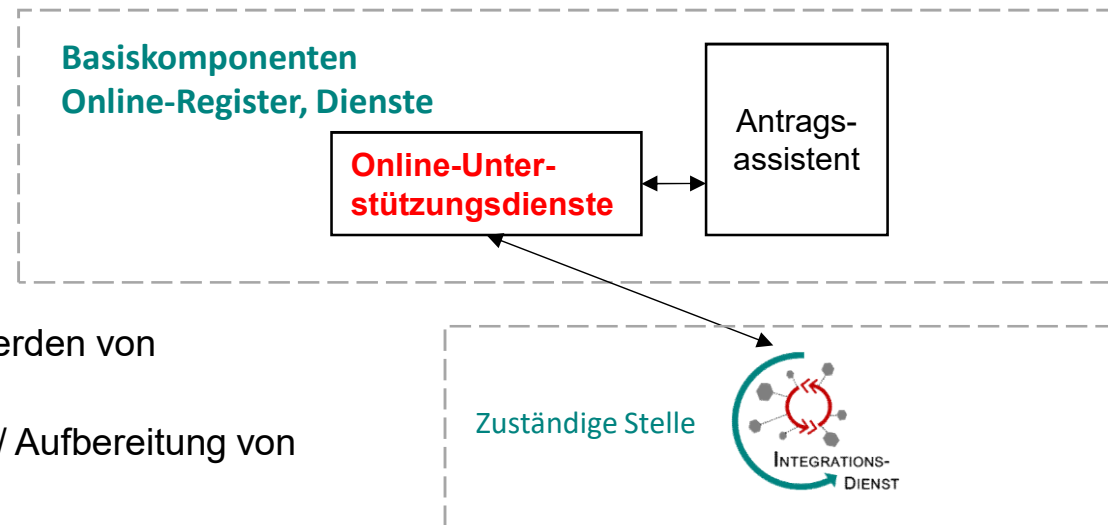 Basiskomponenten
Online-Register, Dienste
Antrags-
assistent
Online-Unter-
stützungsdienste
erden von
/ Aufbereitung von
Zuständige Stelle
INTEGRATIONS-
DIENST